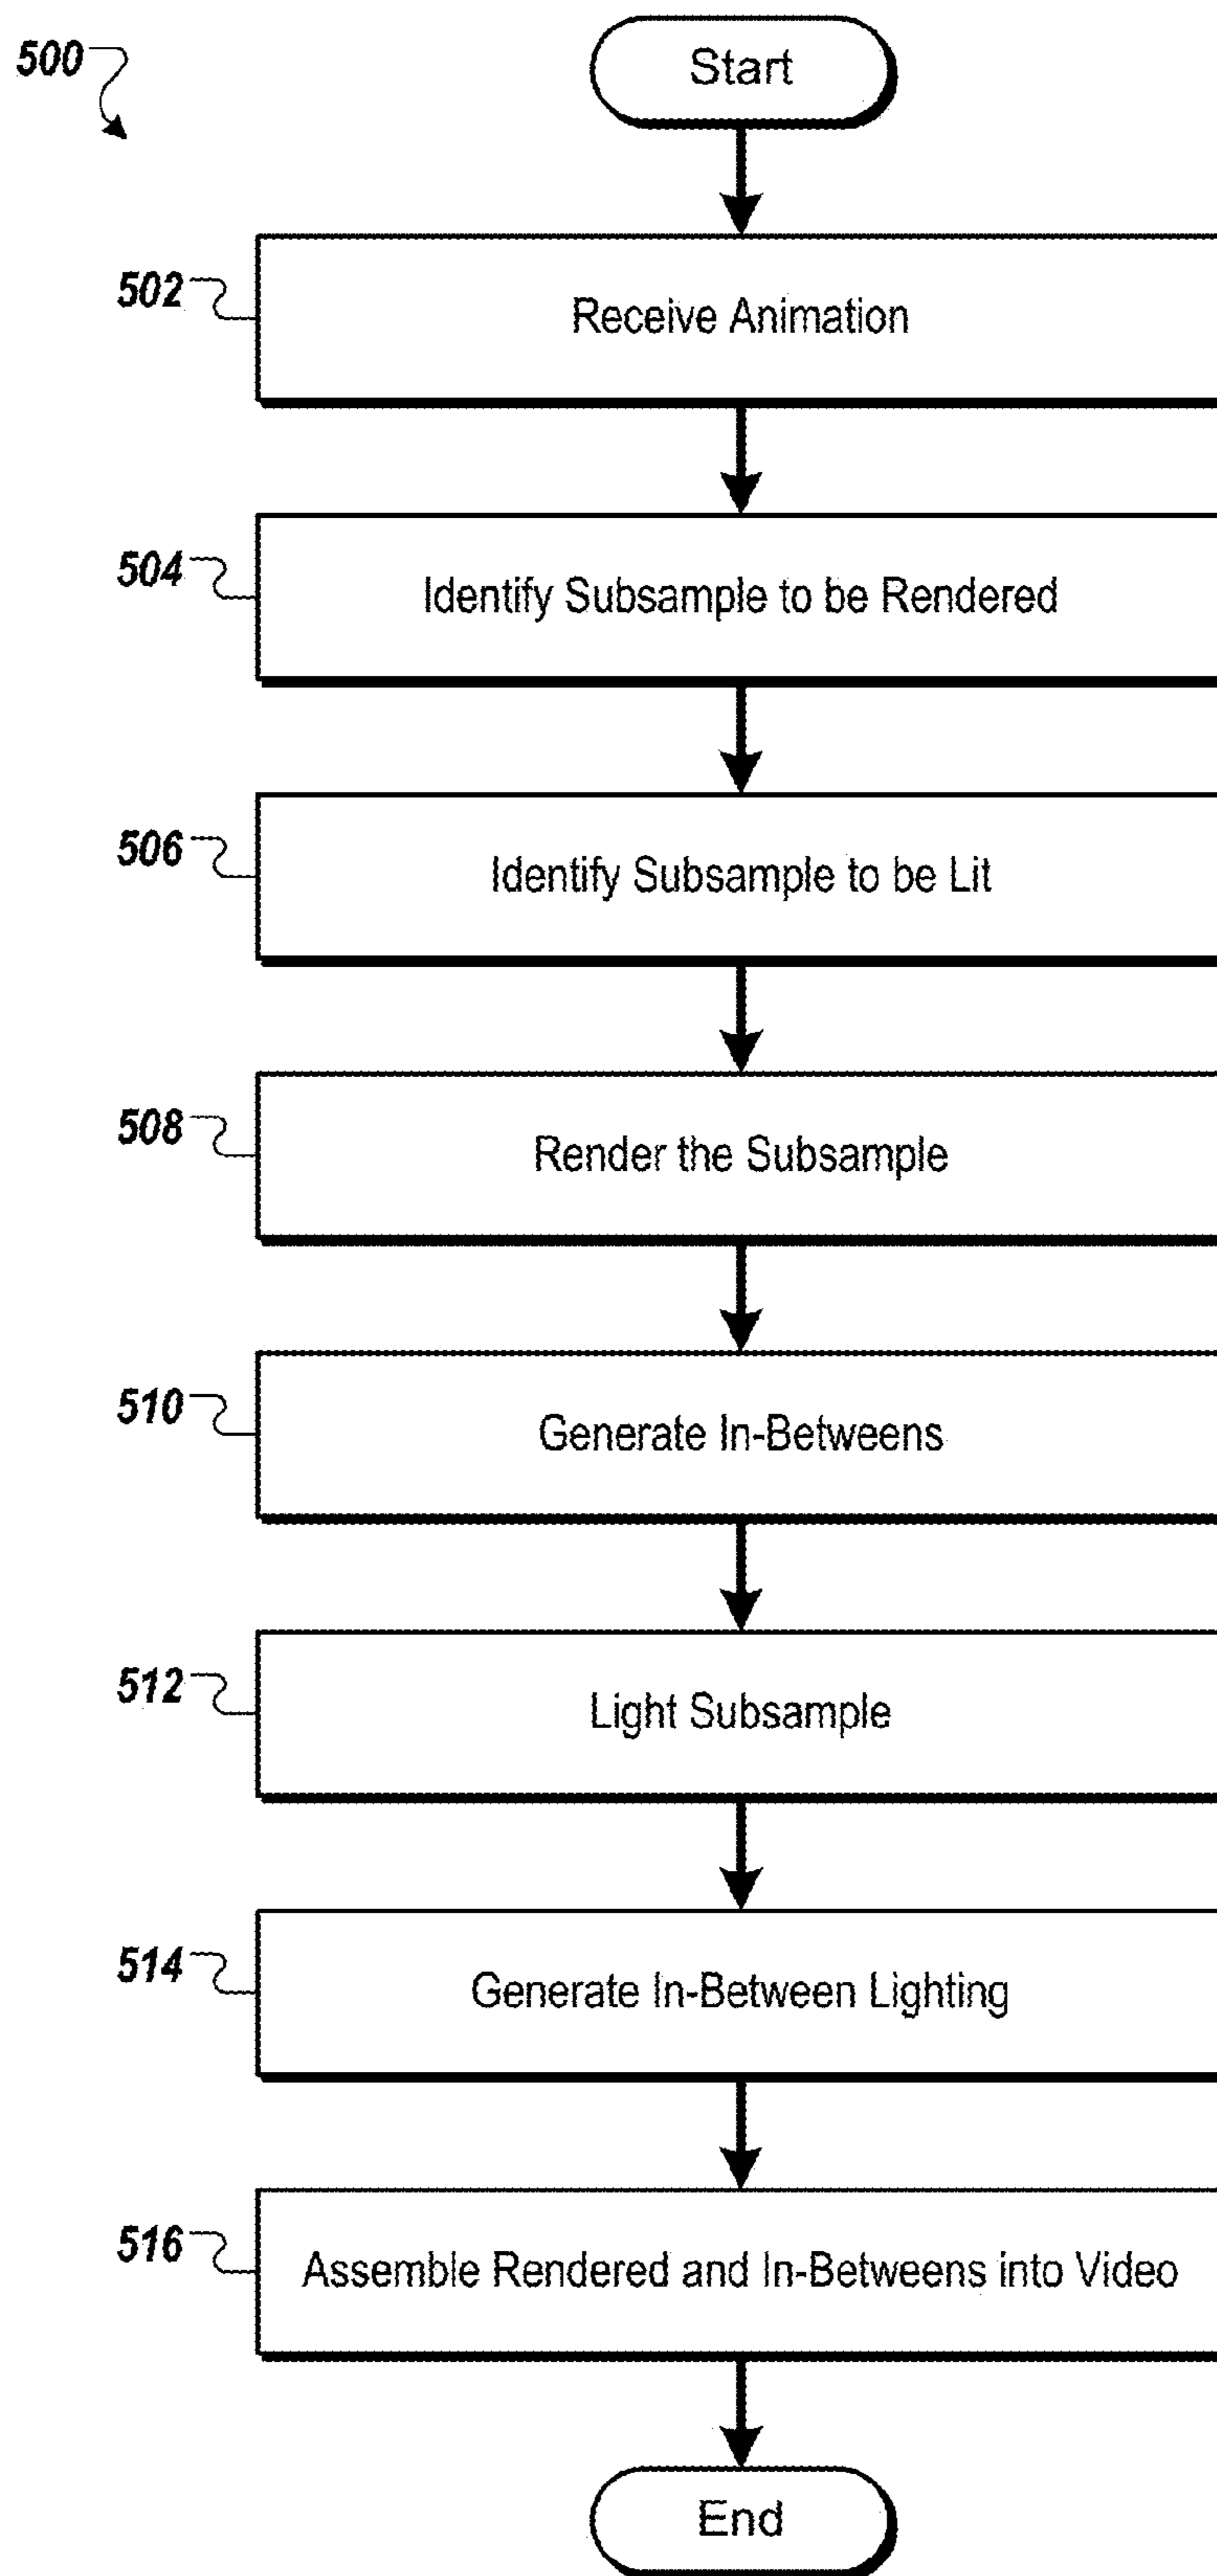 500
Start
502
Receive Animation
504
Identify Subsample to be Rendered
506
Identify Subsample to be Lit
508
Render the Subsample
510
Generate In-Betweens
512
Light Subsample
514
Generate In-Between Lighting
516
Assemble Rendered and In-Betweens into Video
End